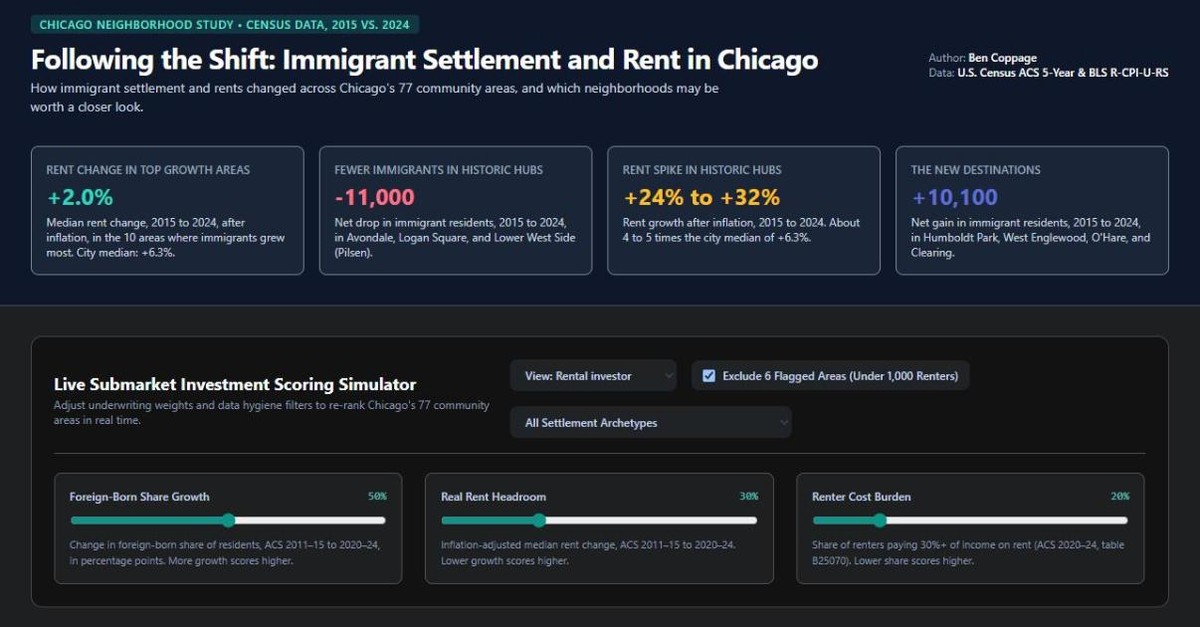 CHICAGO NEIGHBORHOOD STUDY • CENSUS DATA, 2015 VS. 2024
Following the Shift: Immigrant Settlement and Rent in Chicago
How immigrant settlement and rents changed across Chicago's 77 community areas, and which neighborhoods may be
worth a closer look.
Author: Ben Coppage
Data: U.S. Census ACS 5-Year & BLS R-CPI-U-RS
RENT CHANGE IN TOP GROWTH AREAS
+2.0%
Median rent change, 2015 to 2024, after
inflation, in the 10 areas where immigrants grew
most. City median: +6.3%.
FEWER IMMIGRANTS IN HISTORIC HUBS
-11,000
Net drop in immigrant residents, 2015 to 2024,
in Avondale, Logan Square, and Lower West Side
(Pilsen).
RENT SPIKE IN HISTORIC HUBS
+24% to +32%
Rent growth after inflation, 2015 to 2024. About
4 to 5 times the city median of +6.3%.
THE NEW DESTINATIONS
+10,100
Net gain in immigrant residents, 2015 to 2024,
in Humboldt Park, West Englewood, O'Hare, and
Clearing.
Live Submarket Investment Scoring Simulator
Adjust underwriting weights and data hygiene filters to re-rank Chicago's 77 community
areas in real time.
View: Rental investor
Exclude 6 Flagged Areas (Under 1,000 Renters)
All Settlement Archetypes
Foreign-Born Share Growth 50%
Change in foreign-born share of residents, ACS 2011–15 to 2020–24,
in percentage points. More growth scores higher.
Real Rent Headroom 30%
Inflation-adjusted median rent change, ACS 2011–15 to 2020–24.
Lower growth scores higher.
Renter Cost Burden 20%
Share of renters paying 30%+ of income on rent (ACS 2020–24, table
B25070). Lower share scores higher.